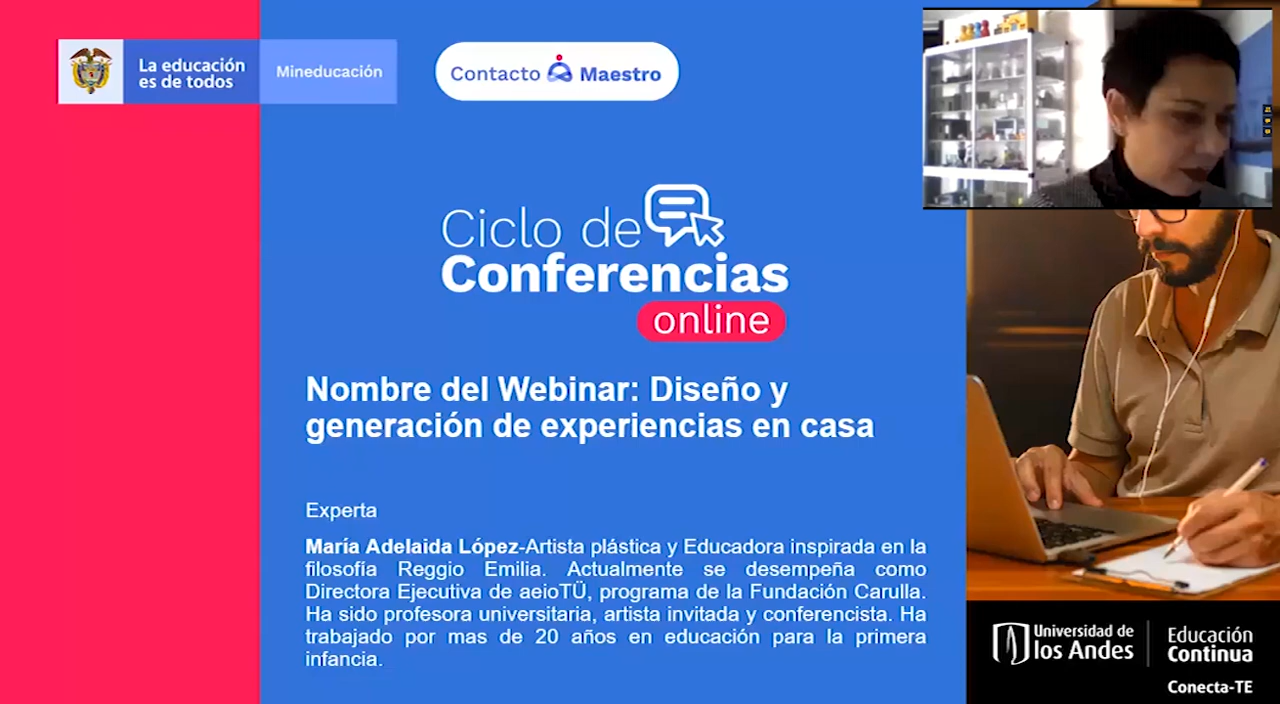 La educación
es de todos
Mineducación
Contacto Maestro
Ciclo de
Conferencias
online
Nombre del Webinar: Diseño y
generación de experiencias en casa
Experta
María Adelaida López-Artista plástica y Educadora inspirada en la
filosofía Reggio Emilia. Actualmente se desempeña como
Directora Ejecutiva de aeioTÜ, programa de la Fundación Carulla.
Ha sido profesora universitaria, artista invitada y conferencista. Ha
trabajado por mas de 20 años en educación para la primera
infancia.
Universidad de
los Andes
Educación
Continua
Conecta-TE